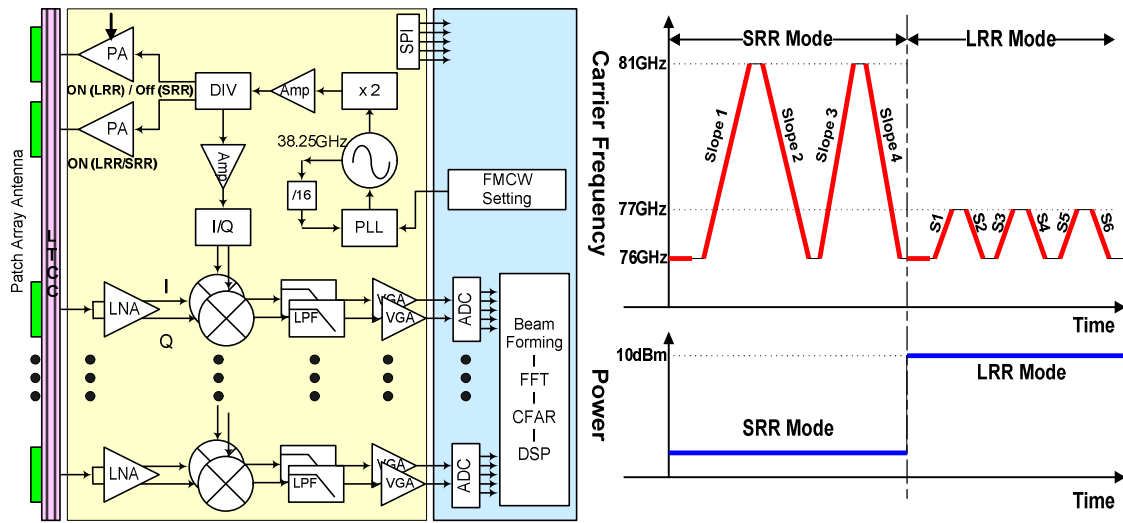 PA
ON (LRR) / Off (SRR)
PA
ON (LRR/SRR)
DIV
Amp
x 2
SPI
38.25GHz
Amp
/16
PLL
FMCW
Setting
I/Q
Patch Array Antenna
LTCC
LNA
I
Q
LPF
VGA
VGA
ADC
Beam
Forming
FFT
CFAR
DSP
LNA
LPF
VGA
VGA
ADC
Carrier Frequency
SRR Mode
LRR Mode
81GHz
77GHz
76GHz
Slope 1
Slope 2
Slope 3
Slope 4
S1
S2
S3
S4
S5
S6
Time
Power
10dBm
SRR Mode
LRR Mode
Time